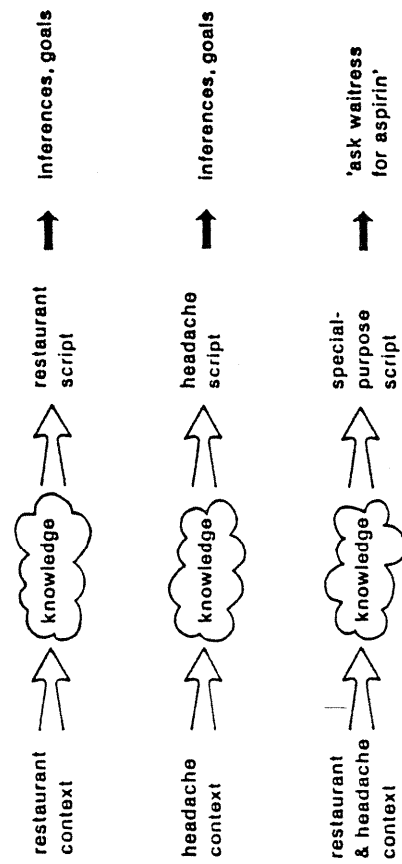 restaurant
context
knowledge
restaurant
script
inferences, goals
headache
context
knowledge
headache
script
inferences, goals
restaurant
& headache
context
knowledge
special-
purpose
script
'ask waitress
for aspirin'